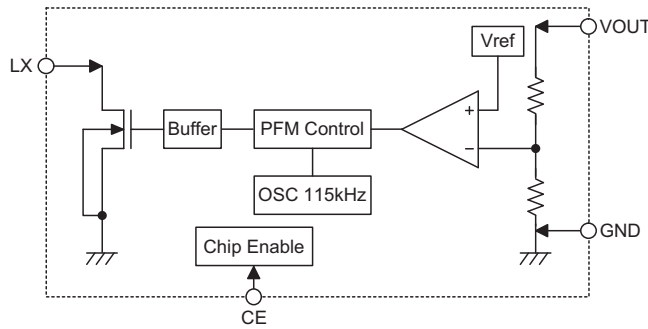 VOUT
Vref
LX
+
Buffer
PFM Control
−
OSC 115kHz
GND
Chip Enable
CE